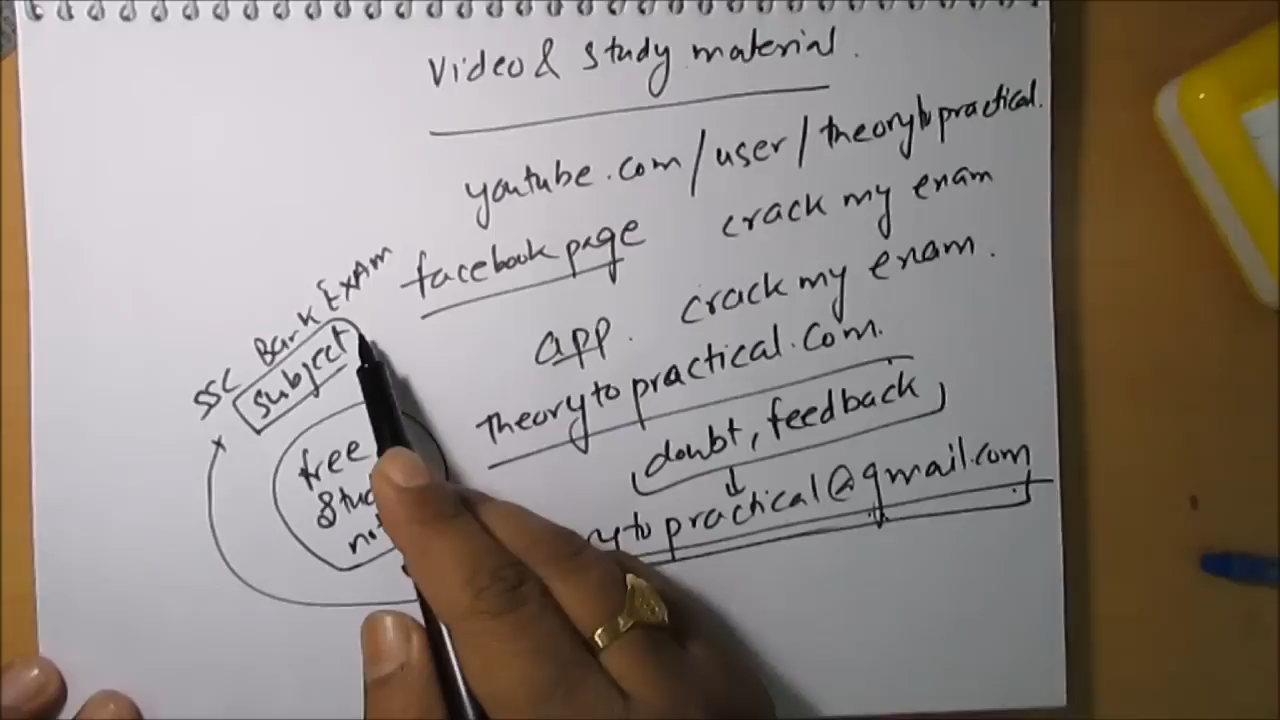 Video & Study material.
youtube.com/user/theorytopractical.
facebook page crack my exam
app. crack my exam.
theorytopractical.com.
doubt, feedback
practical@gmail.com
SSC Bank EXAM
Subject
free